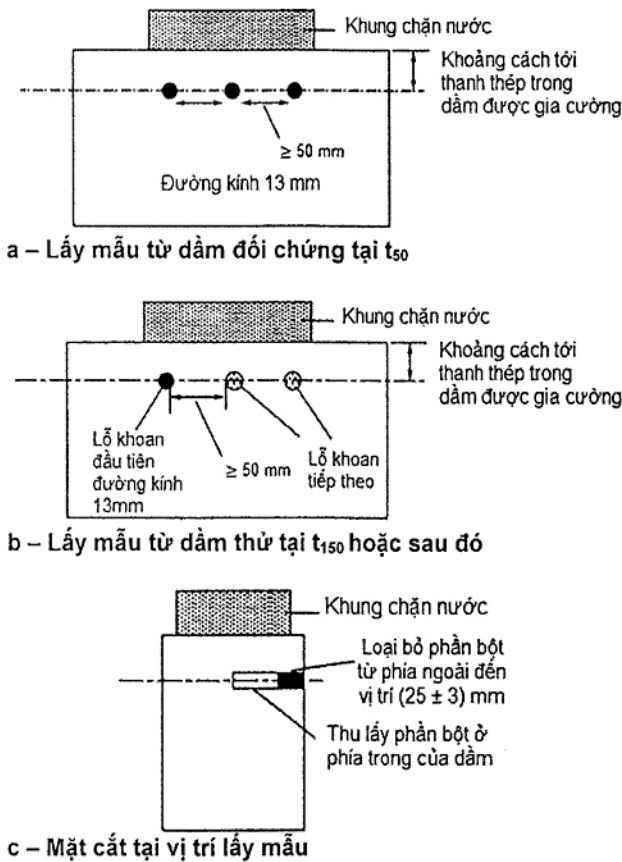 Khung chặn nước
Khoảng cách tới
thanh thép trong
dầm được gia cường
≥ 50 mm
Đường kính 13 mm
a – Lấy mẫu từ dầm đối chứng tại t₅₀
Khung chặn nước
Khoảng cách tới
thanh thép trong
dầm được gia cường
Lỗ khoan
đầu tiên
đường kính
13mm
≥ 50 mm
Lỗ khoan
tiếp theo
b – Lấy mẫu từ dầm thử tại t₁₅₀ hoặc sau đó
Khung chặn nước
Loại bỏ phần bột
từ phía ngoài đến
vị trí (25 ± 3) mm
Thu lấy phần bột ở
phía trong của dầm
c – Mặt cắt tại vị trí lấy mẫu